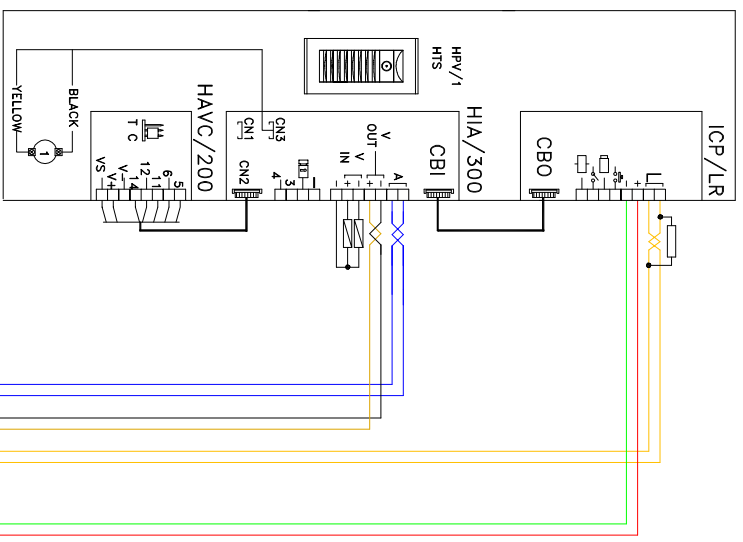 HPV/1
HTS
YELLOW
BLACK
1
HAVC/200
T C
VS
V+
V-
14
12
11
6
5
HIA/300
CN1
CN3
CN2
4
3
1
V
IN
V
OUT
- + - + -
A
CBI
ICP/LR
CBO
- +
L